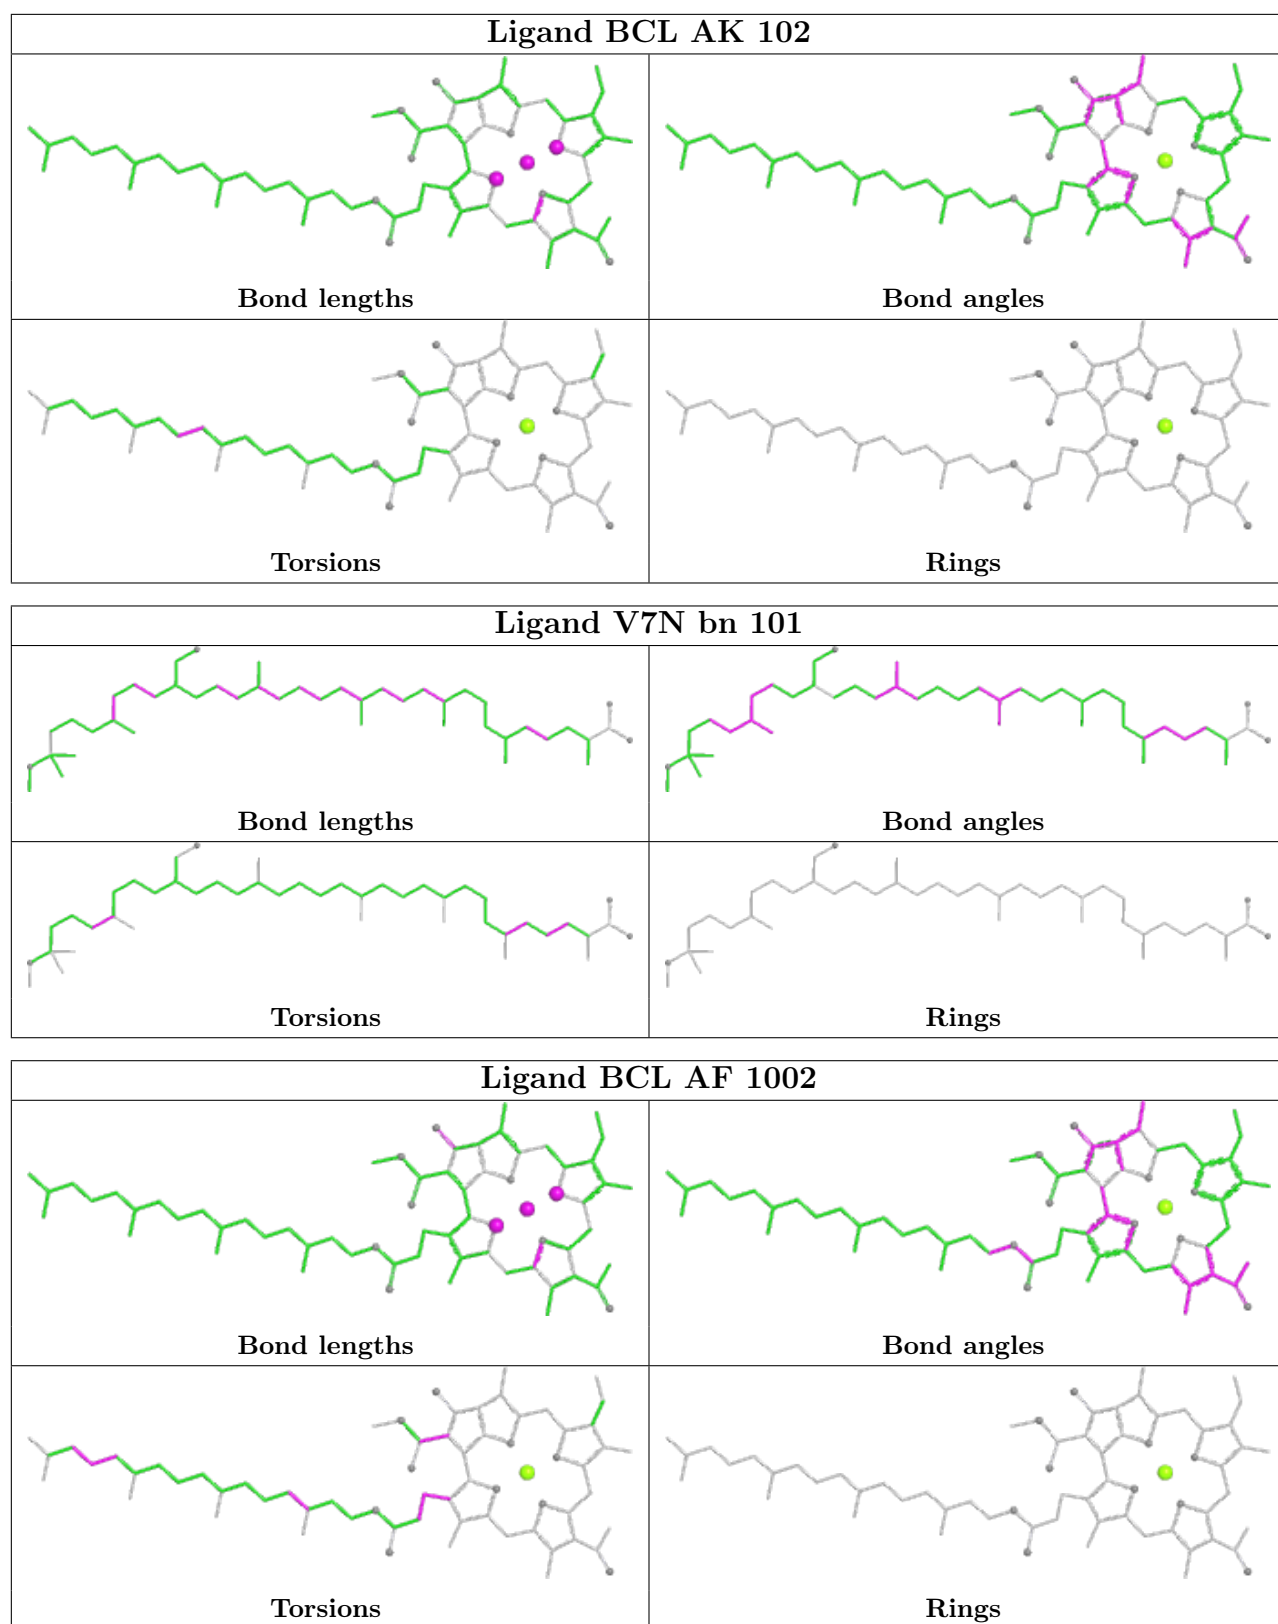 Ligand BCL AK 102
Bond lengths
Bond angles
Torsions
Rings
Ligand V7N bn 101
Bond lengths
Bond angles
Torsions
Rings
Ligand BCL AF 1002
Bond lengths
Bond angles
Torsions
Rings